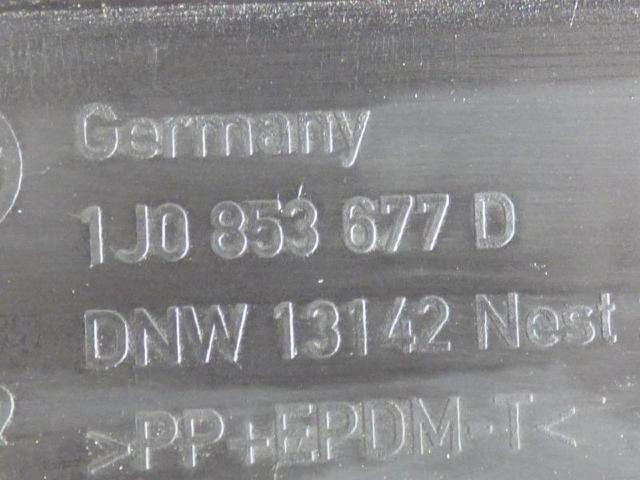 Germany
1J0 853 677 D
DNW 13142 Nest
>PP+EPDM-T<